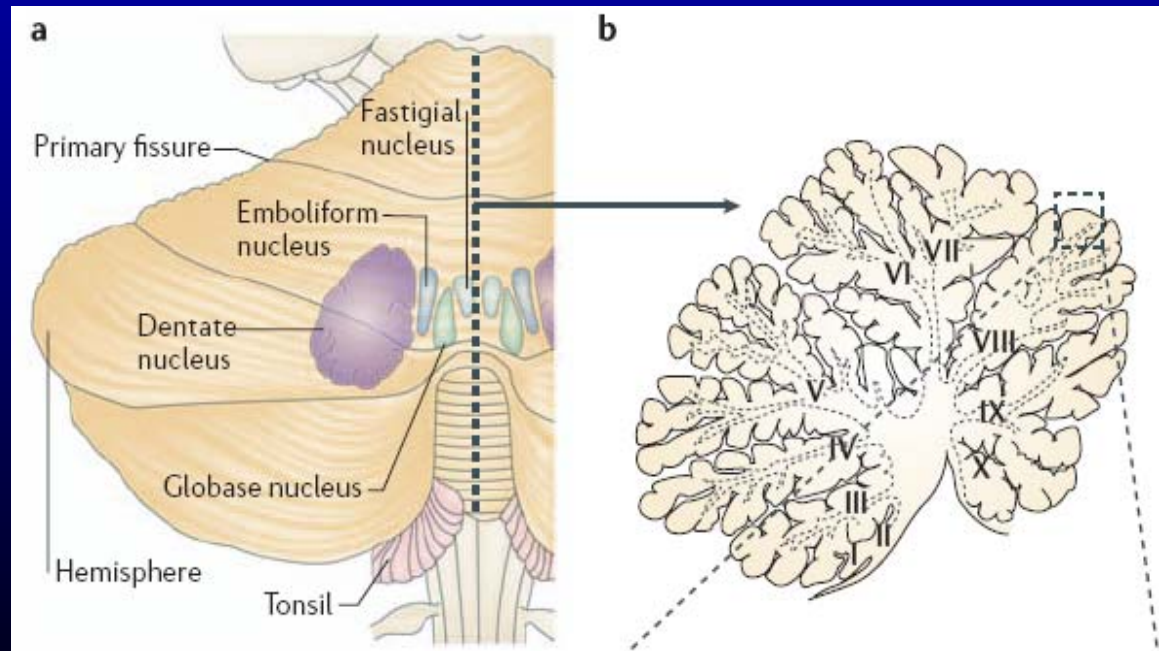 a
Fastigial
nucleus
Primary fissure
Emboliform
nucleus
Dentate
nucleus
Globase nucleus
Hemisphere
Tonsil
b
VII
VI
VIII
V
IX
IV
X
III
II
I